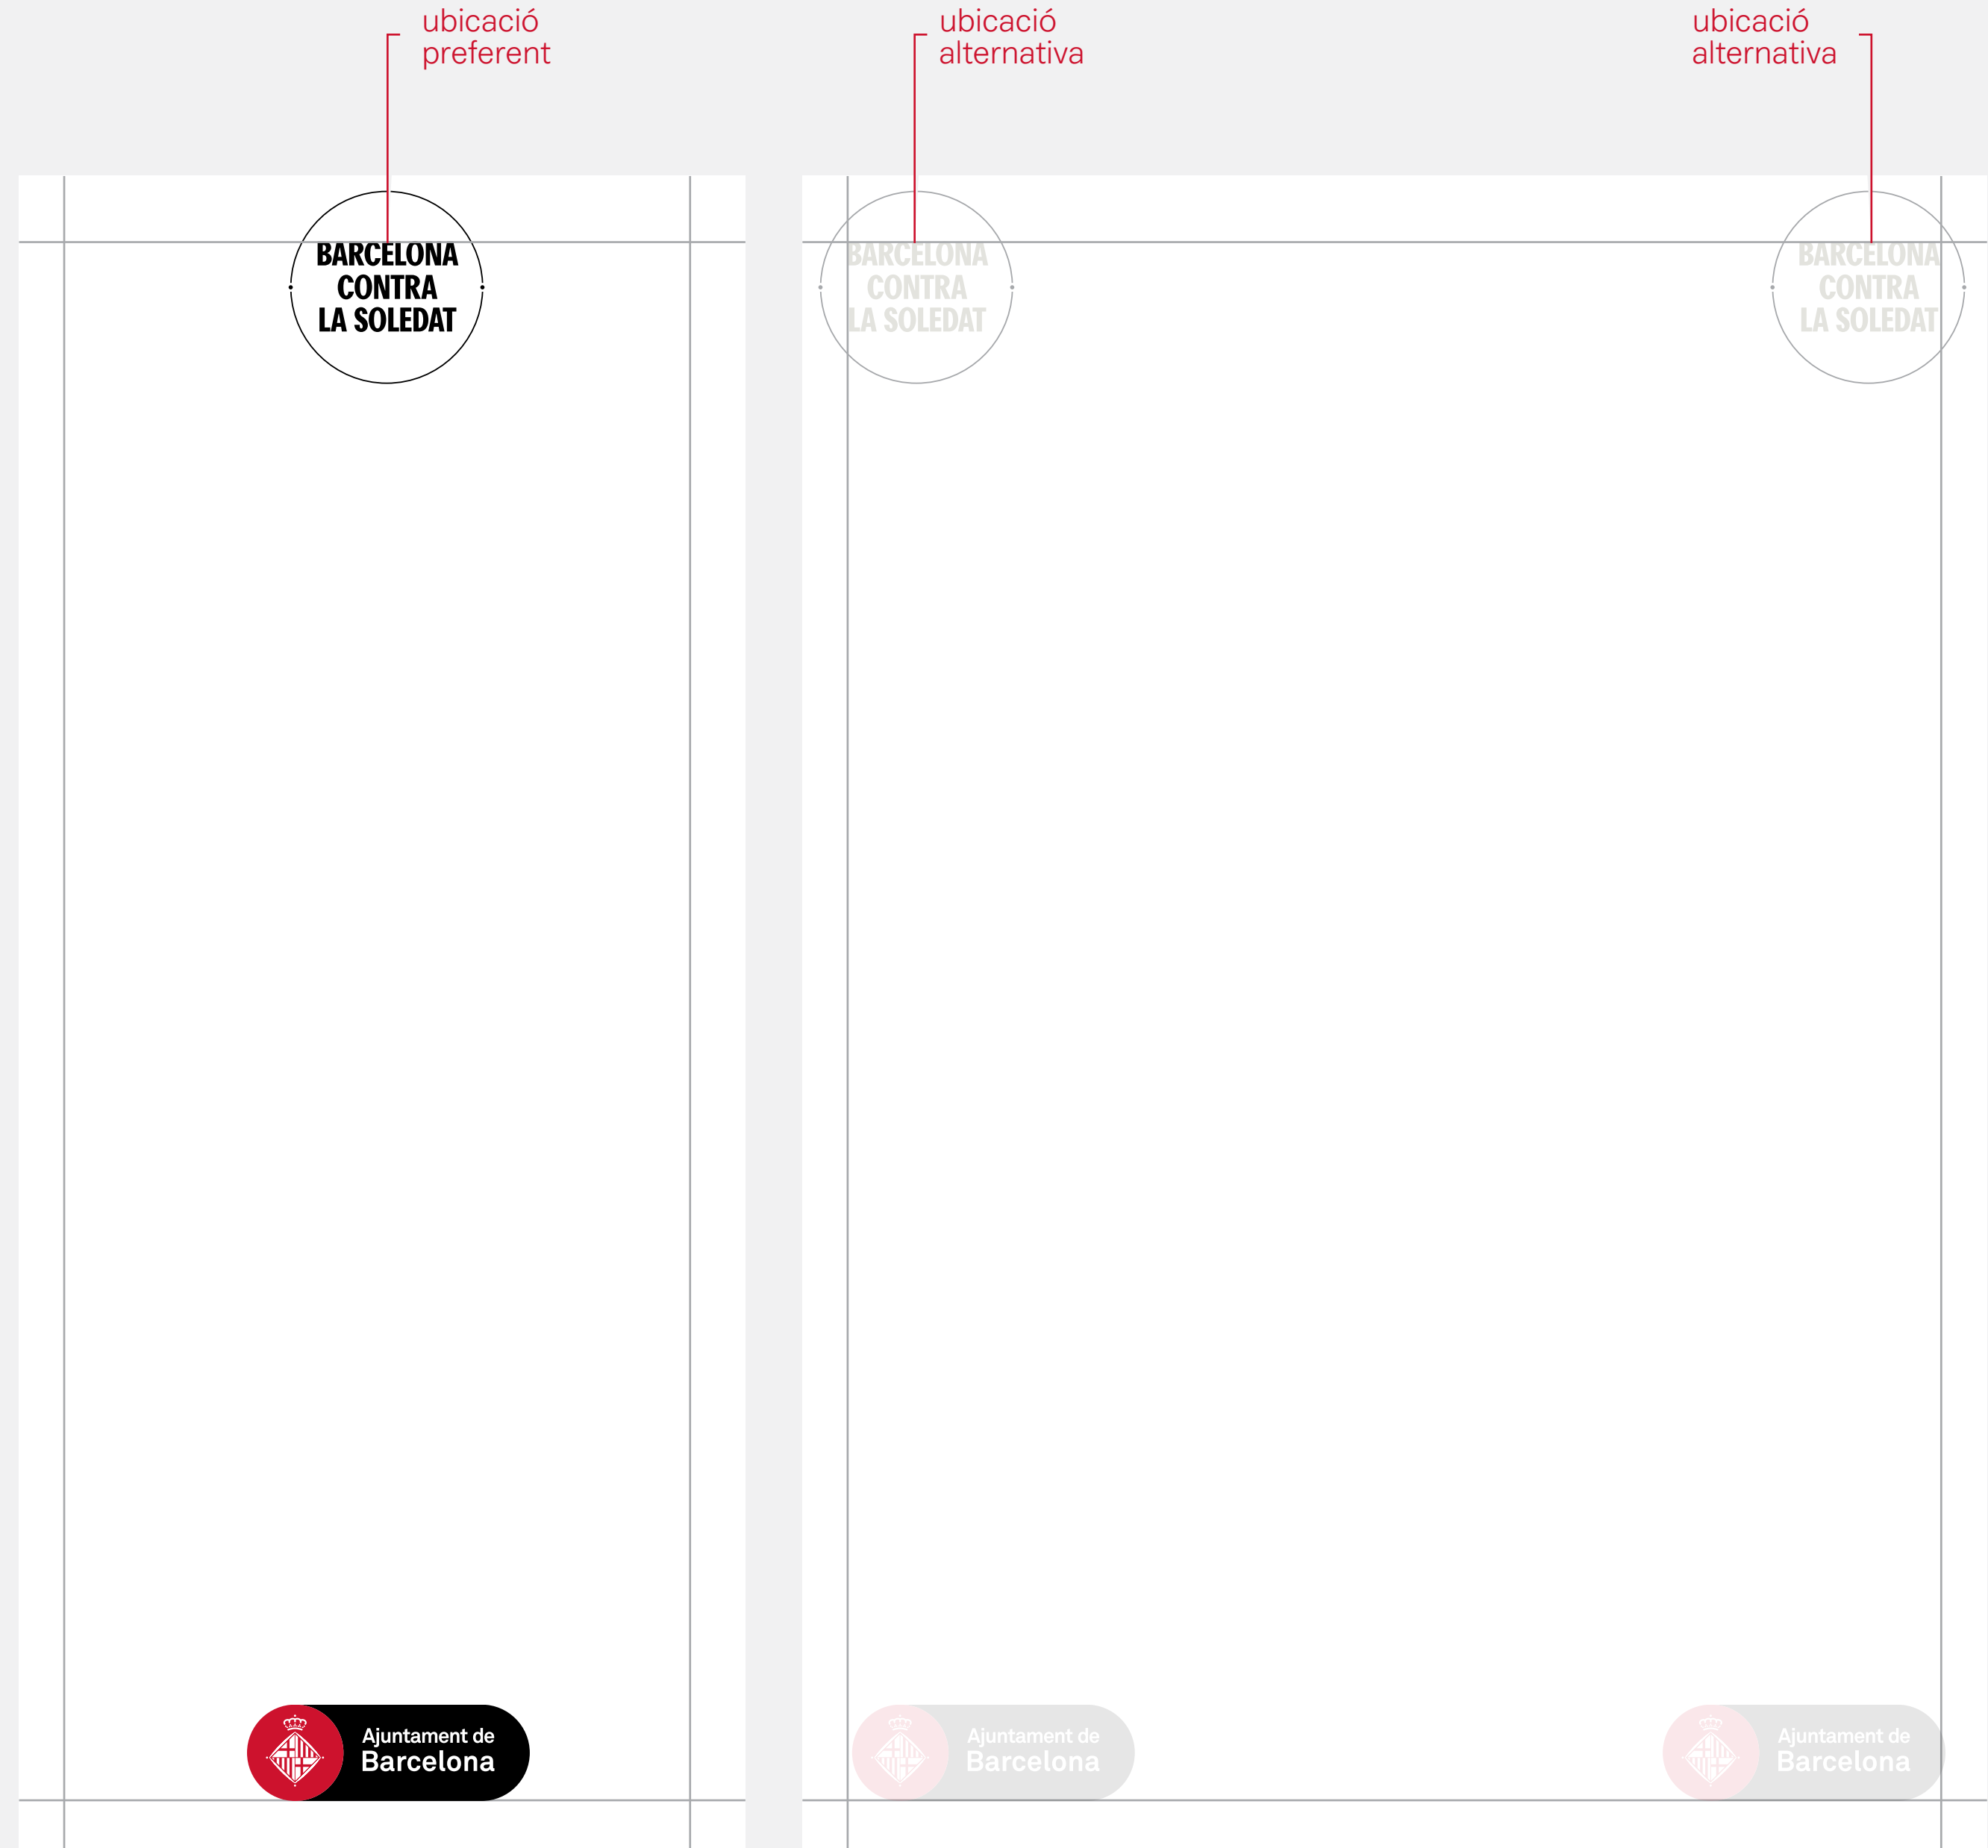 ubicació
preferent
ubicació
alternativa
ubicació
alternativa
BARCELONA
CONTRA
LA SOLEDAT
BARCELONA
CONTRA
LA SOLEDAT
BARCELONA
CONTRA
LA SOLEDAT
Ajuntament de
Barcelona
Ajuntament de
Barcelona
Ajuntament de
Barcelona